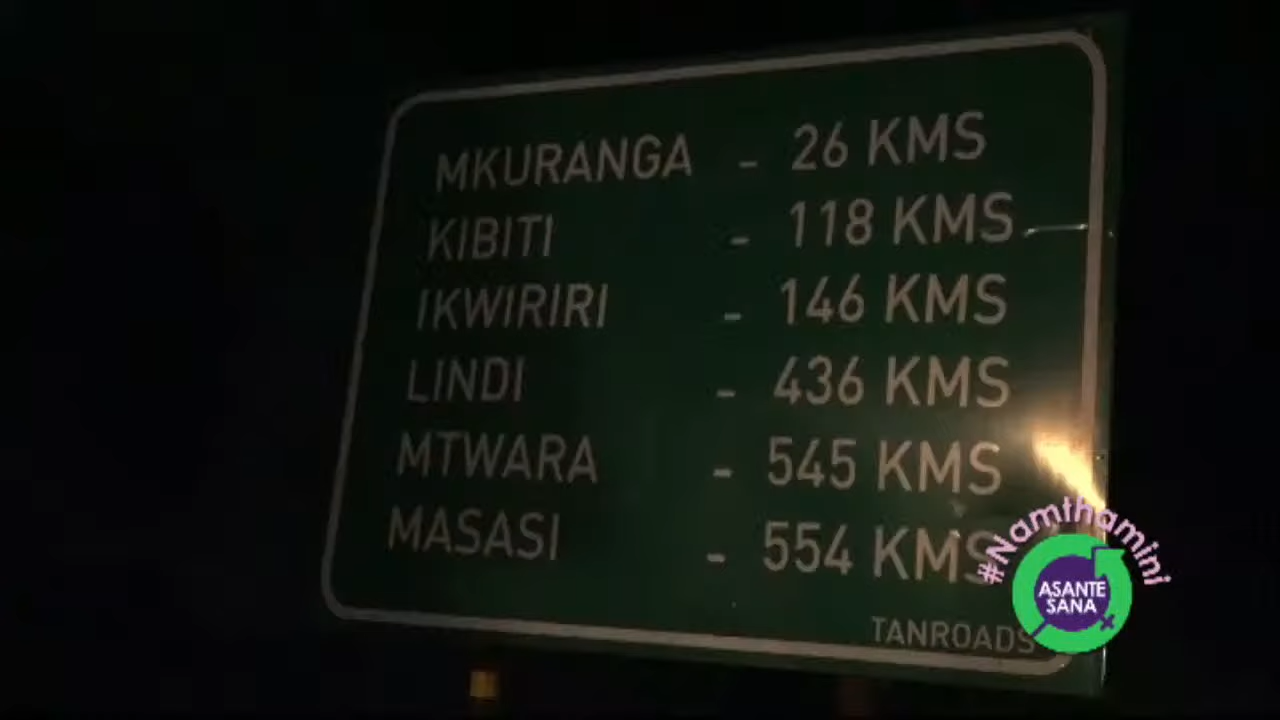 MKURANGA - 26 KMS
KIBITI - 118 KMS
IKWIRIRI - 146 KMS
LINDI - 436 KMS
MTWARA - 545 KMS
MASASI - 554 KMS
TANROADS
#Namthamini
ASANTE
SANA